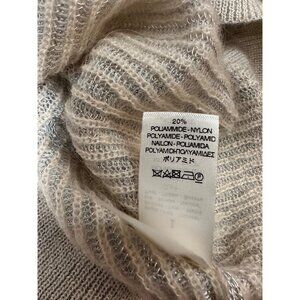 20%
POLIAMMIDE - NYLON
POLYAMIDE - POLYAMID
NAILON - POLIAMIDA
ポリアミド